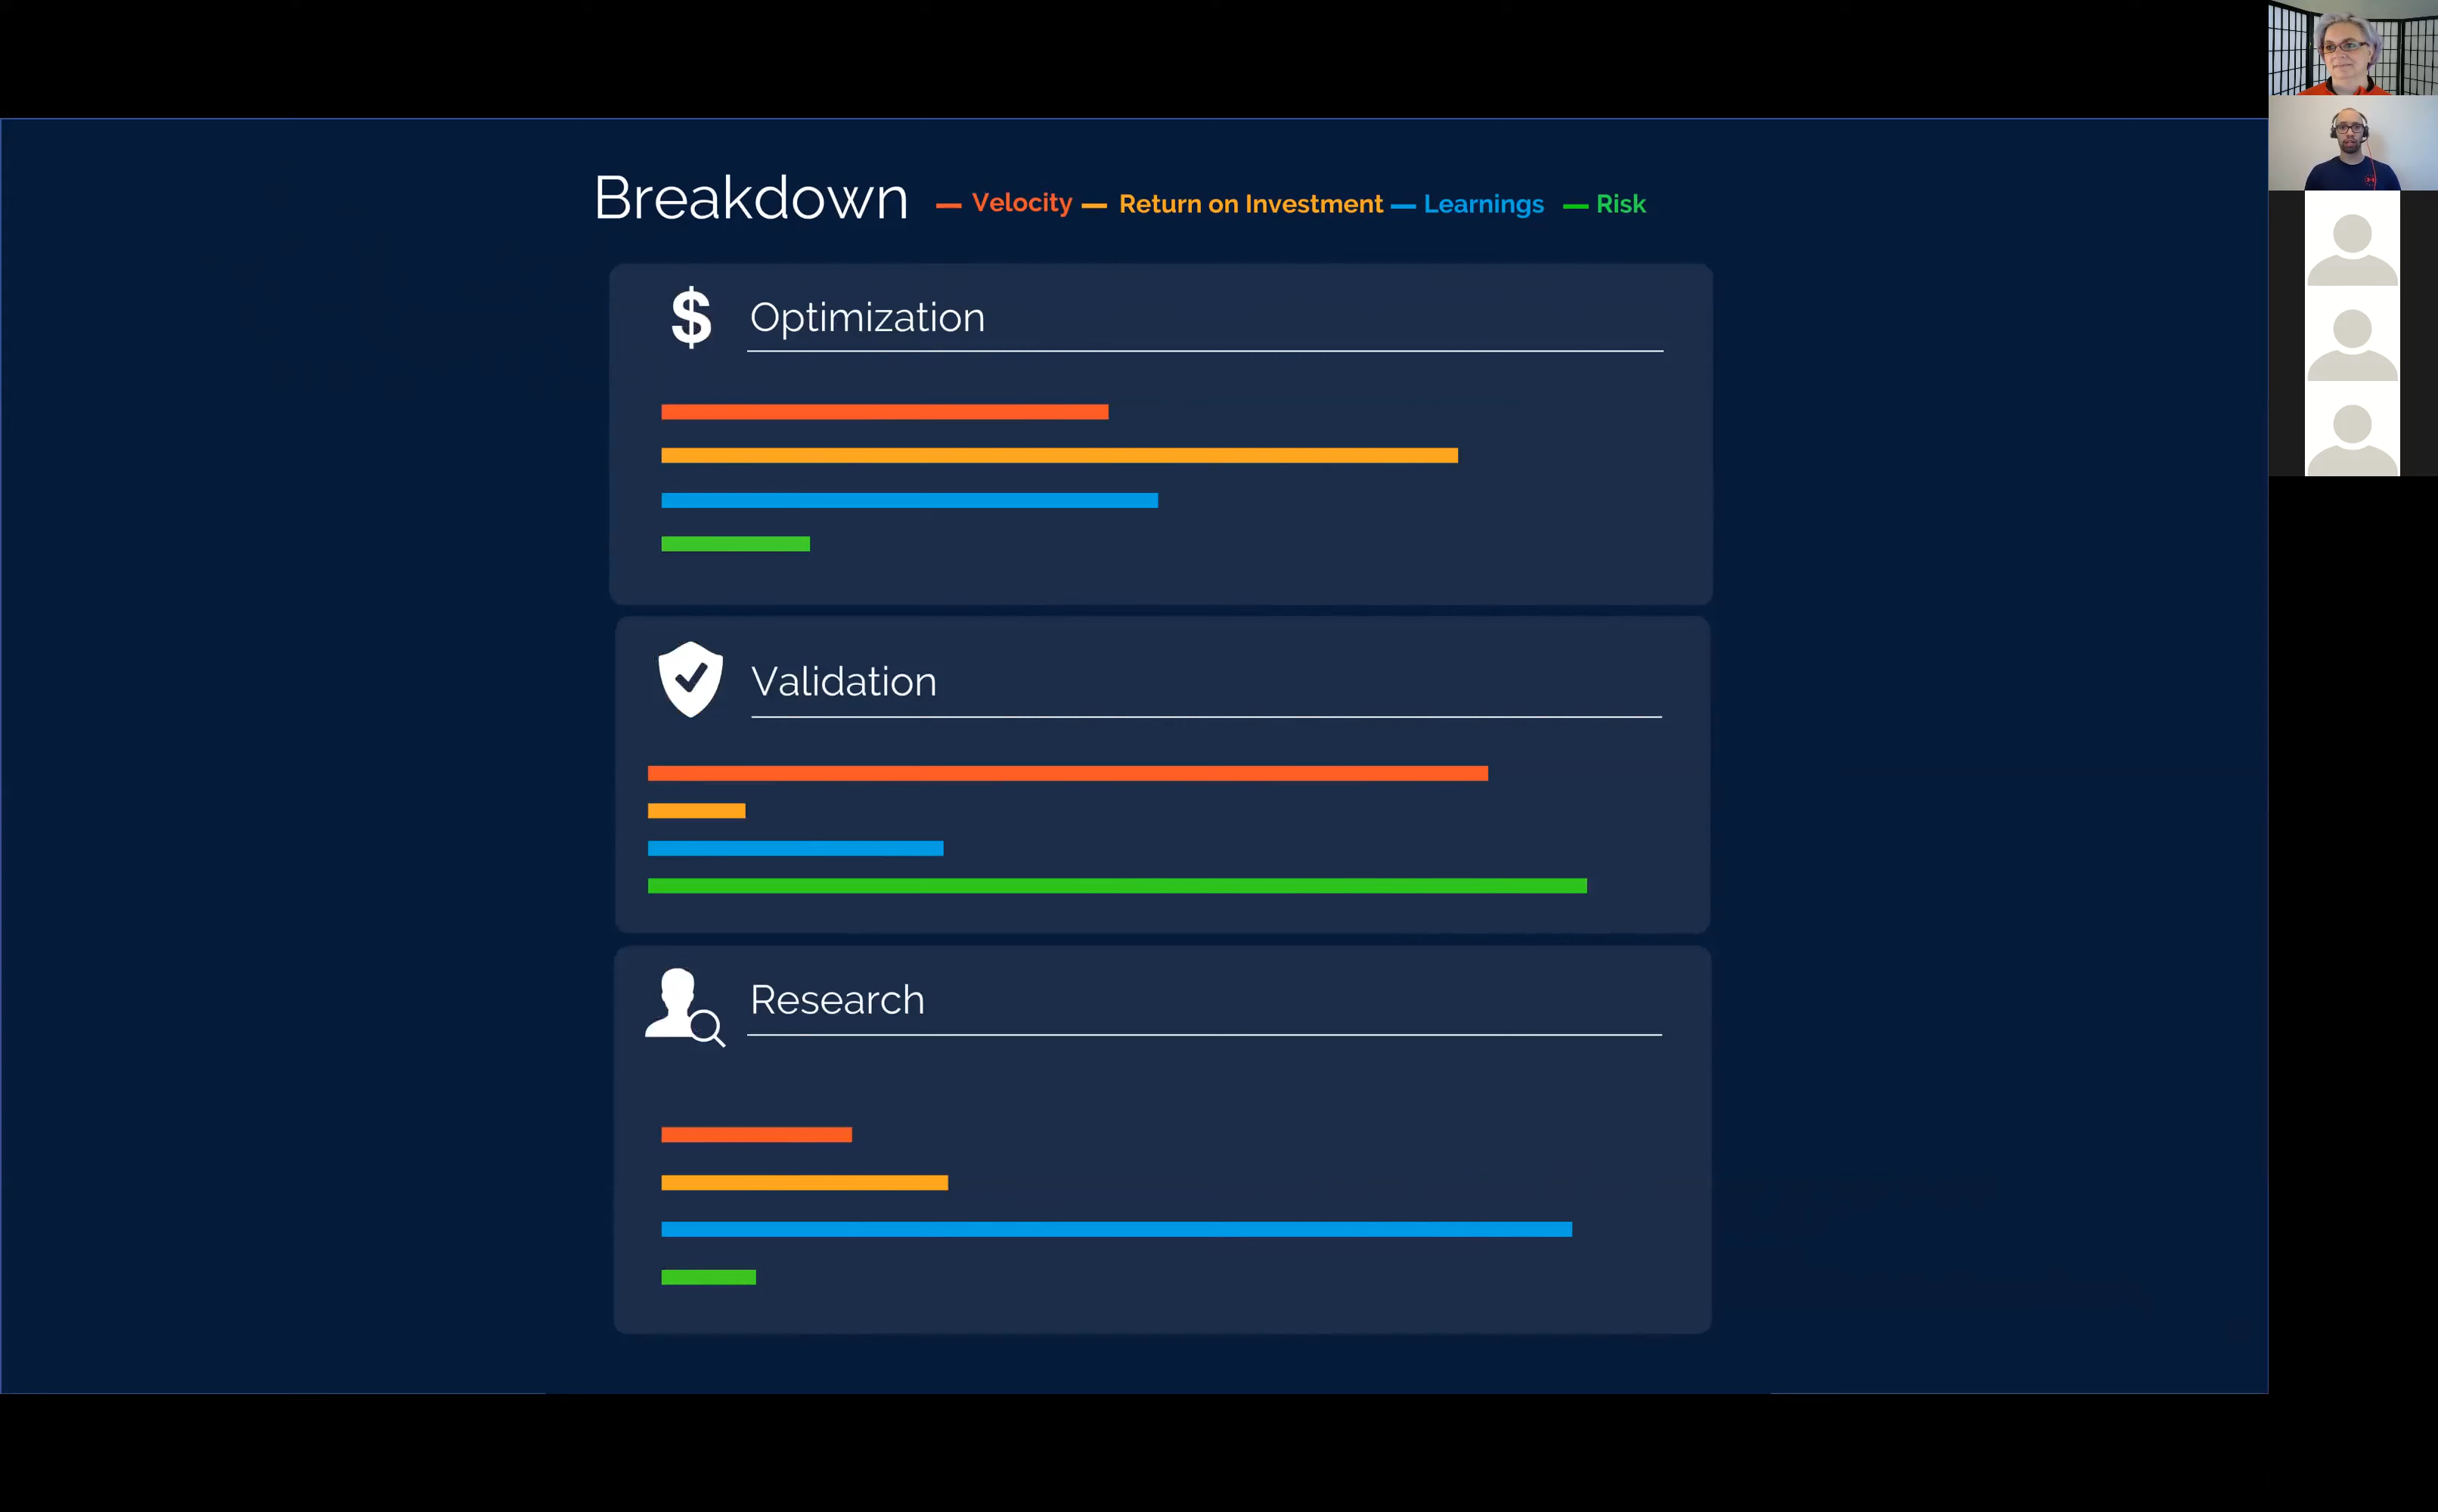 Breakdown Velocity Return on Investment Learnings Risk
$ Optimization
Validation
Research